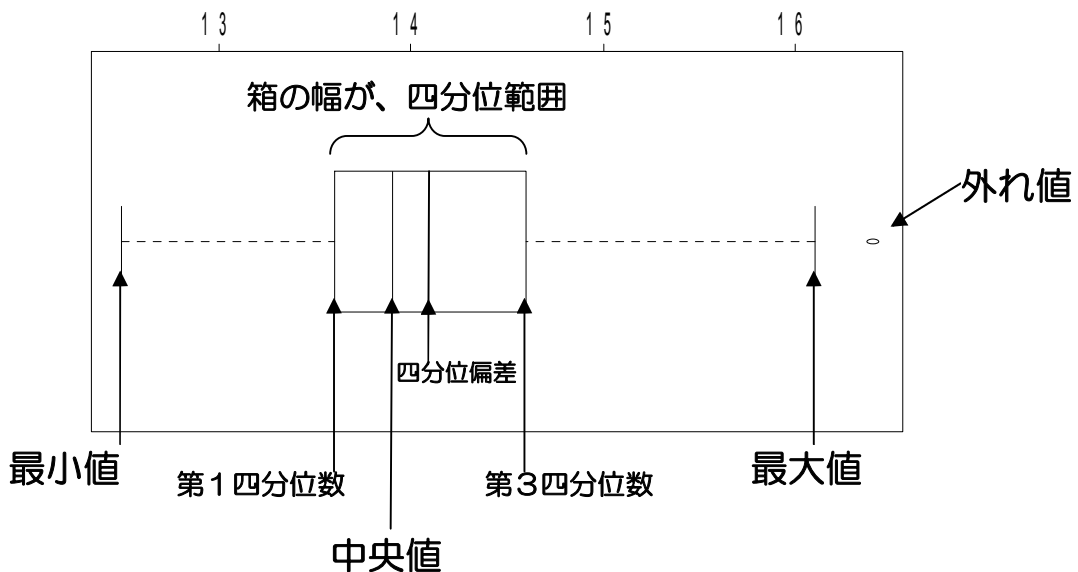 13 14 15 16
箱の幅が、四分位範囲
外れ値
四分位偏差
最小値 第1四分位数 第3四分位数 最大値
中央値